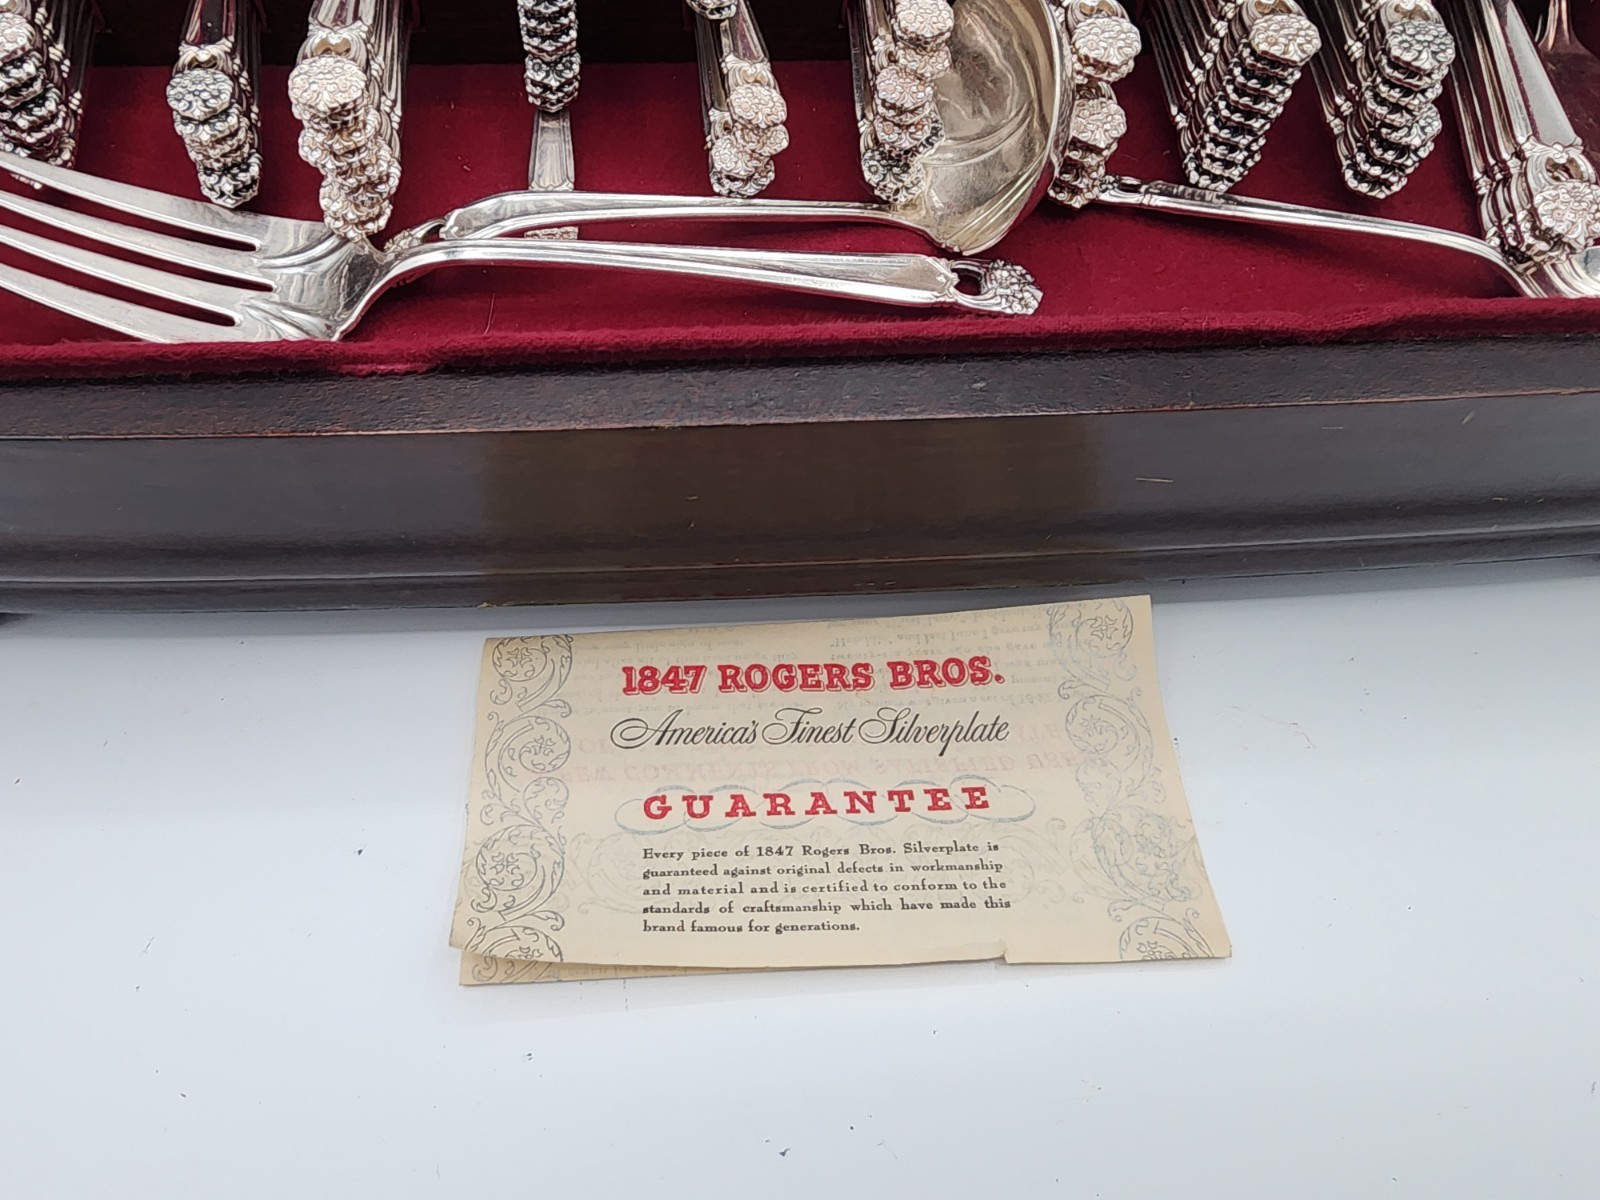 1847 ROGERS BROS.
America's Finest Silverplate
GUARANTEE
Every piece of 1847 Rogers Bros. Silverplate is
guaranteed against original defects in workmanship
and material and is certified to conform to the
standards of craftsmanship which have made this
brand famous for generations.